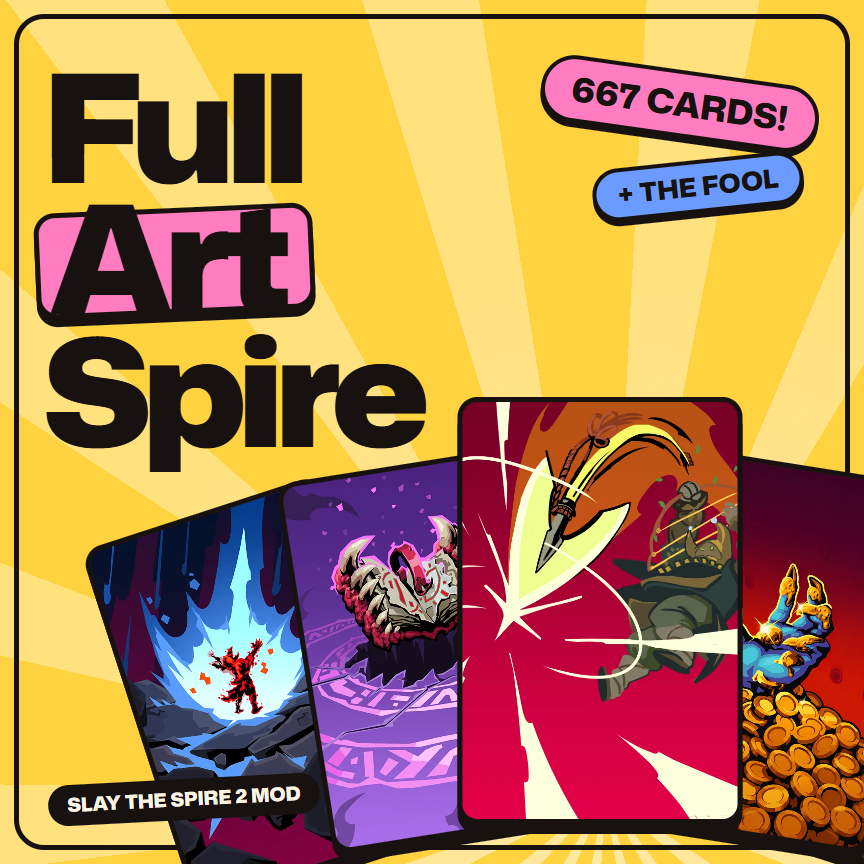 Full
Art
Spire
667 CARDS!
+ THE FOOL
SLAY THE SPIRE 2 MOD